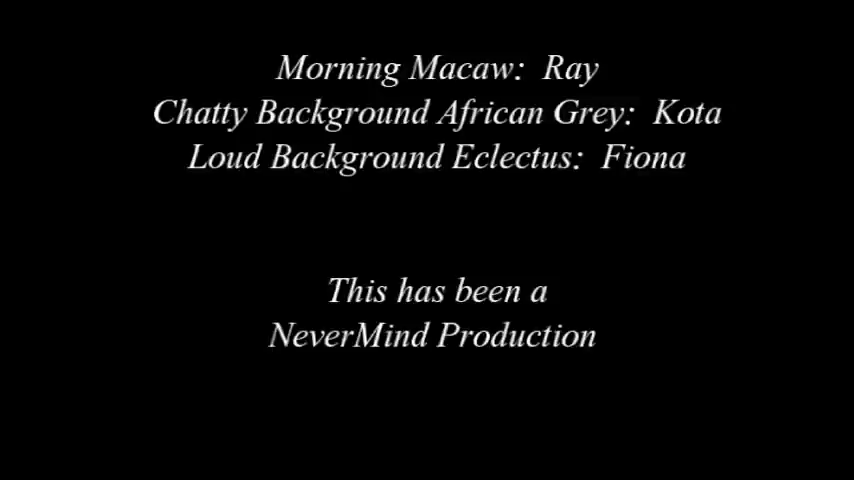 Morning Macaw: Ray
Chatty Background African Grey: Kota
Loud Background Eclectus: Fiona
This has been a
NeverMind Production